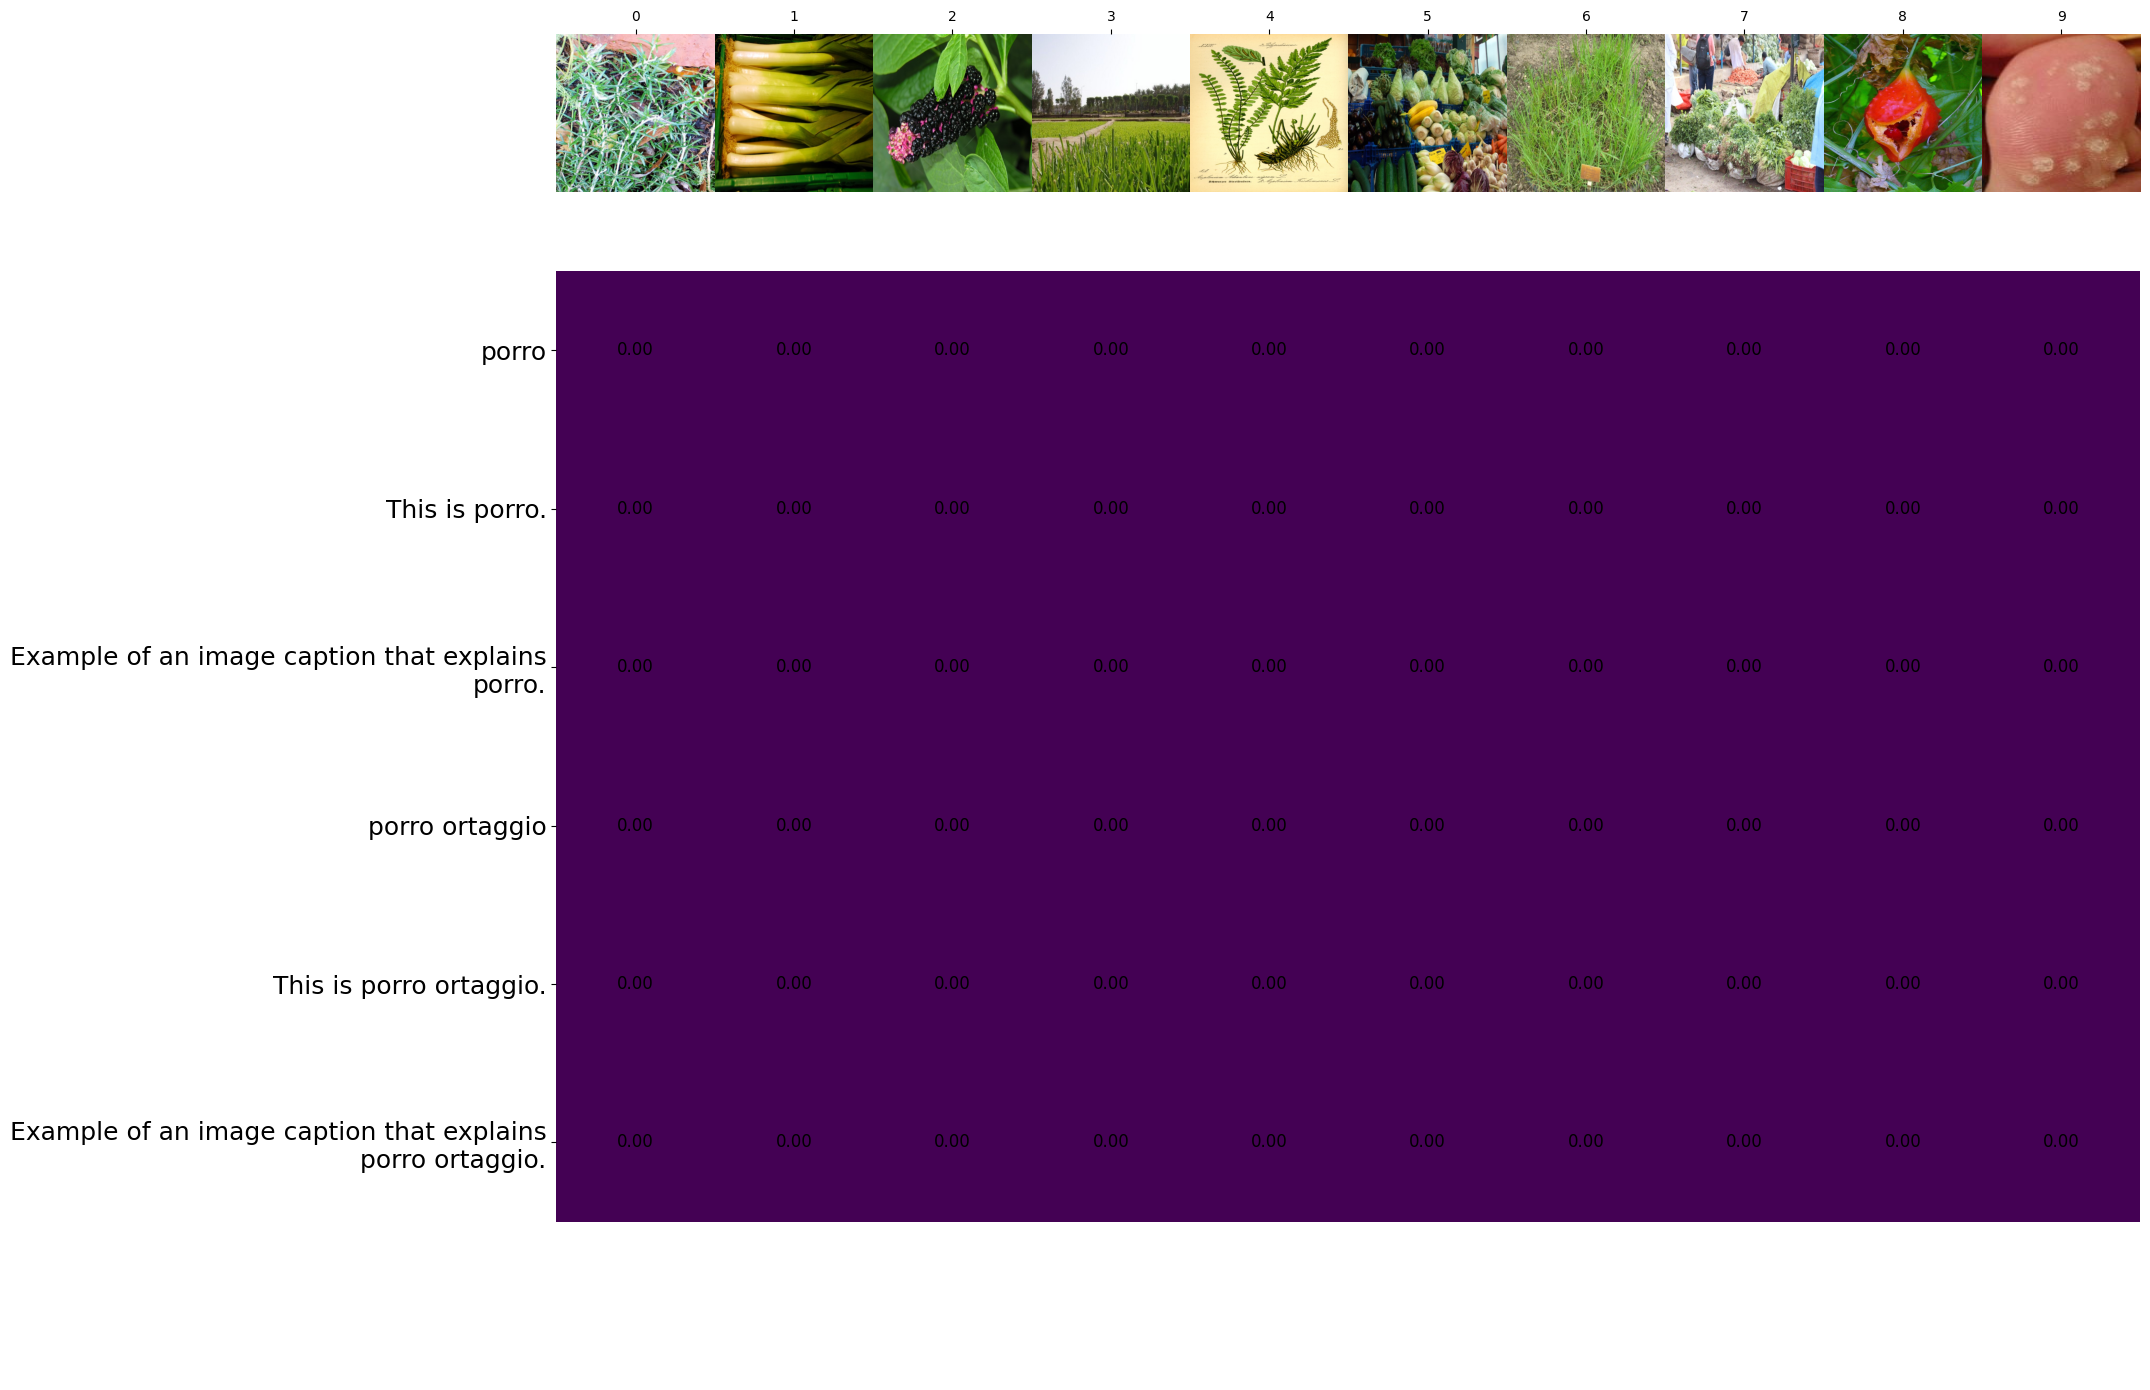 0 1 2 3 4 5 6 7 8 9
porro 0.00 0.00 0.00 0.00 0.00 0.00 0.00 0.00 0.00 0.00
This is porro. 0.00 0.00 0.00 0.00 0.00 0.00 0.00 0.00 0.00 0.00
Example of an image caption that explains
porro. 0.00 0.00 0.00 0.00 0.00 0.00 0.00 0.00 0.00 0.00
porro ortaggio 0.00 0.00 0.00 0.00 0.00 0.00 0.00 0.00 0.00 0.00
This is porro ortaggio. 0.00 0.00 0.00 0.00 0.00 0.00 0.00 0.00 0.00 0.00
Example of an image caption that explains
porro ortaggio. 0.00 0.00 0.00 0.00 0.00 0.00 0.00 0.00 0.00 0.00